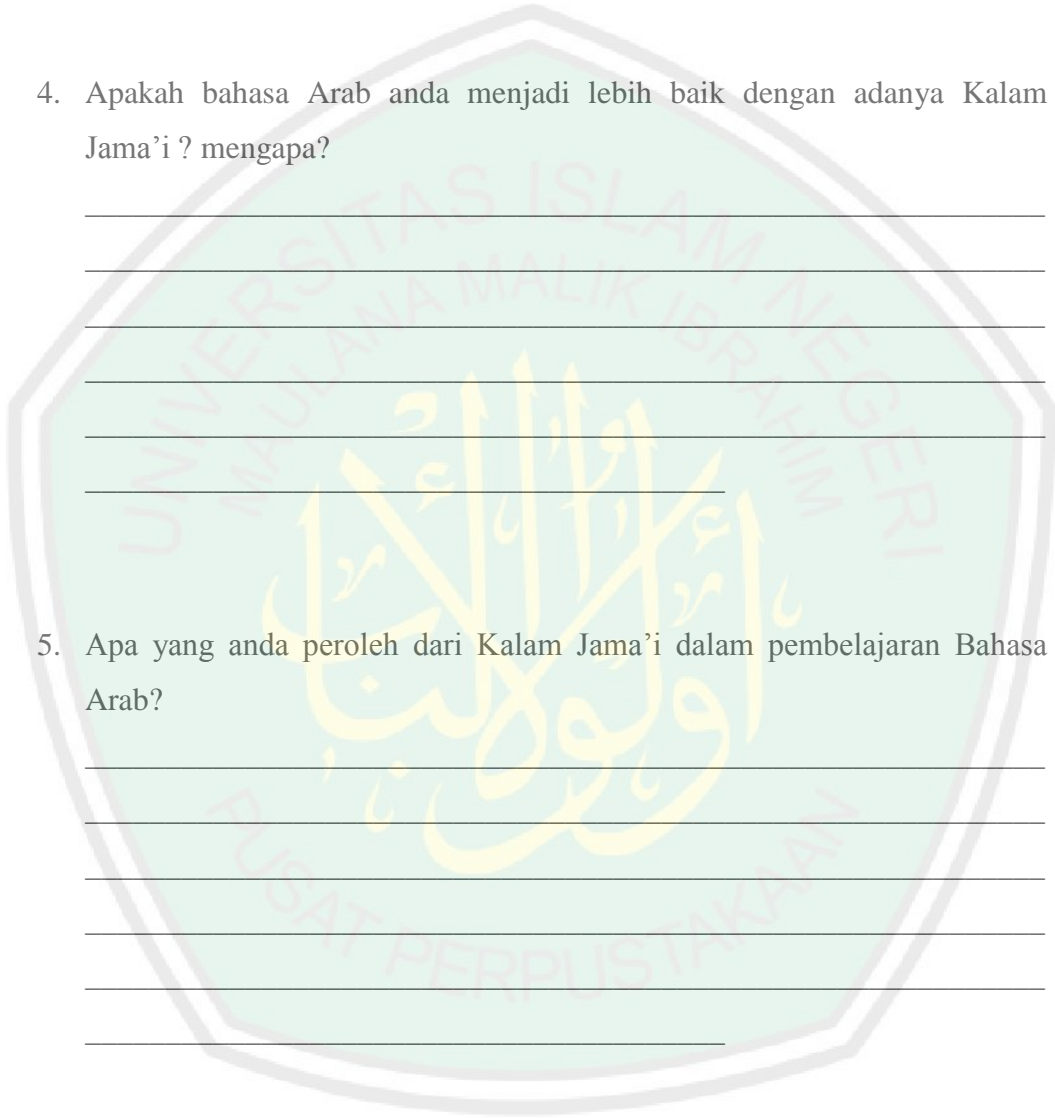 4. Apakah bahasa Arab anda menjadi lebih baik dengan adanya Kalam
Jama’i ? mengapa?
5. Apa yang anda peroleh dari Kalam Jama’i dalam pembelajaran Bahasa
Arab?
UNIVERSITAS ISLAM NEGERI
MAULANA MALIK IBRAHIM
PUSAT PERPUSTAKAAN